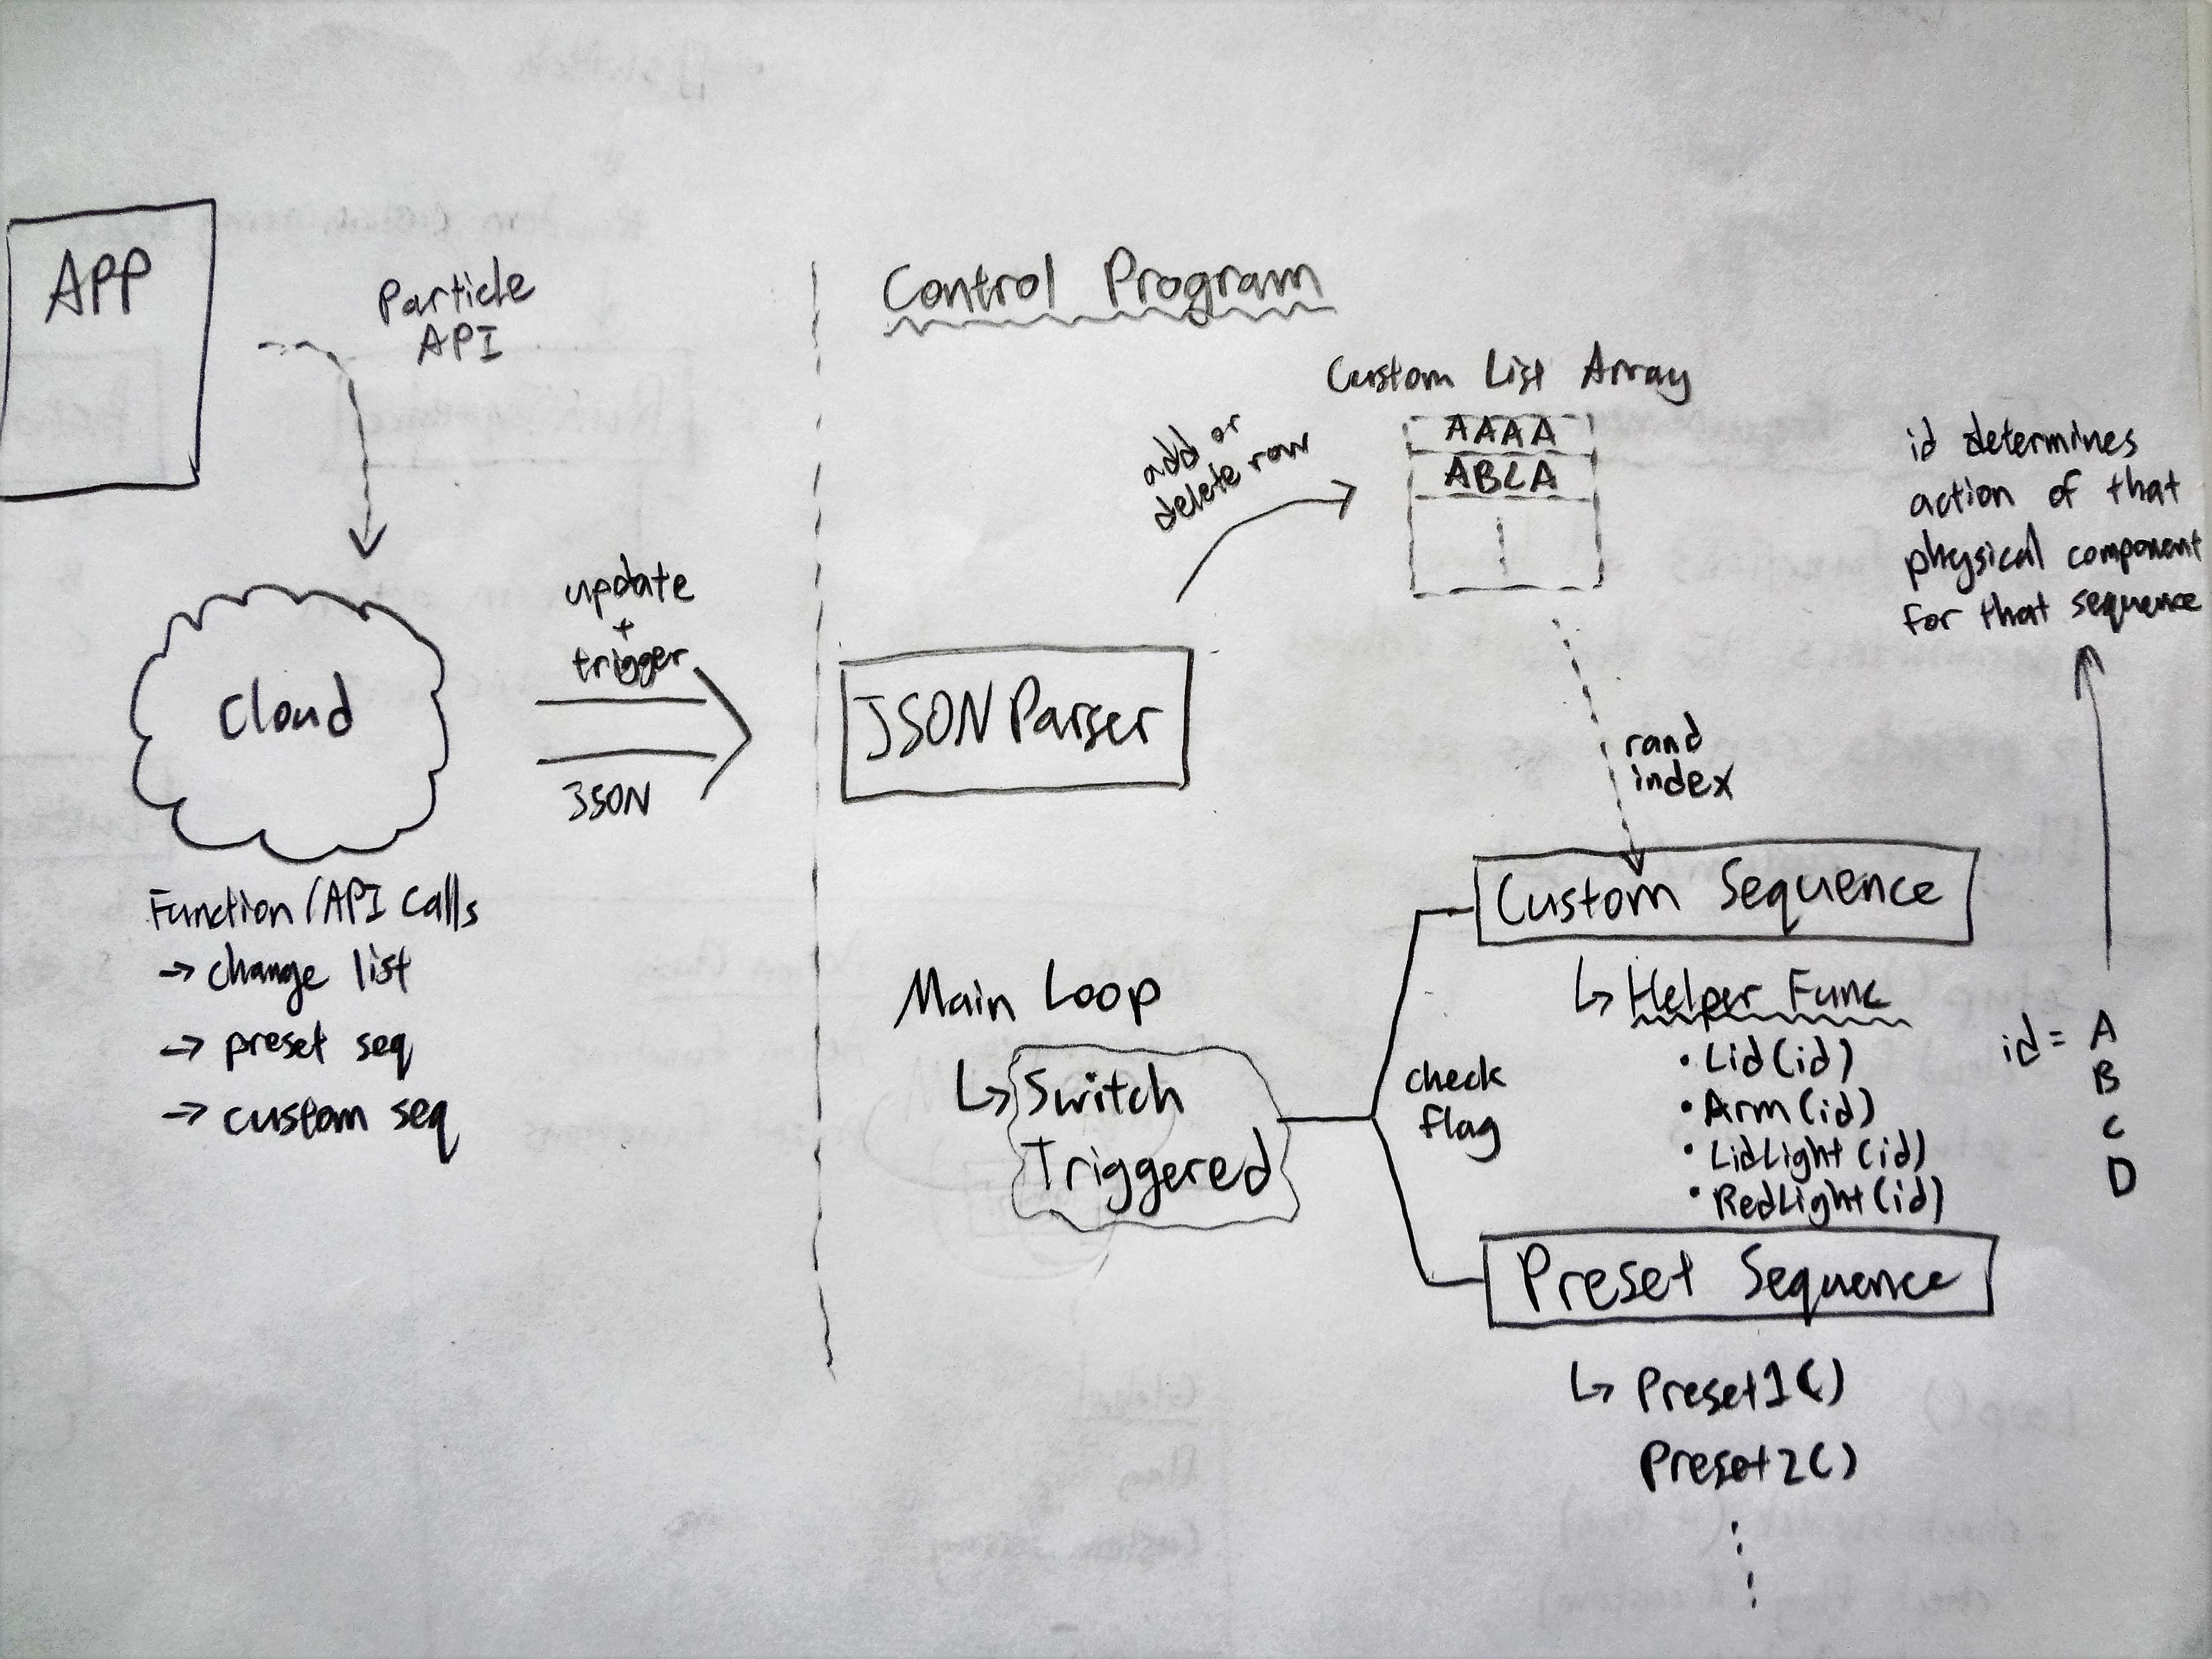 APP
Particle
API
Cloud
Function/API Calls
→ change list
→ preset seq
→ custom seq
update
+
trigger
JSON
Control Program
JSON Parser
add or
delete row
Custom List Array
AAAA
ABCA
rand
index
id determines
action of that
physical component
for that sequence
id = A
B
C
D
Main Loop
↳ Switch
Triggered
check
flag
Custom Sequence
↳ Helper Func
• Lid(id)
• Arm(id)
• LidLight(id)
• RedLight(id)
Preset Sequence
↳ Preset1()
Preset2()